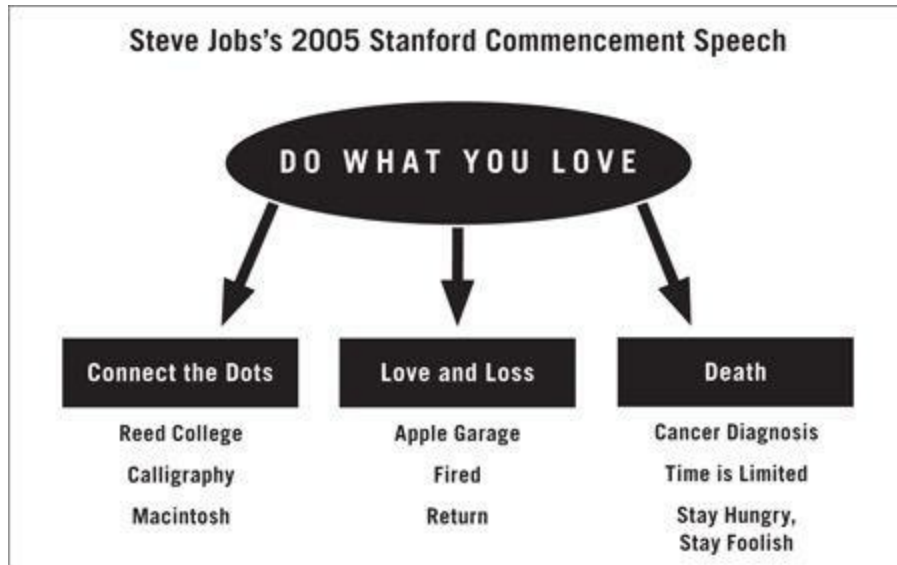 Steve Jobs's 2005 Stanford Commencement Speech
DO WHAT YOU LOVE
Connect the Dots
Reed College
Calligraphy
Macintosh
Love and Loss
Apple Garage
Fired
Return
Death
Cancer Diagnosis
Time is Limited
Stay Hungry,
Stay Foolish